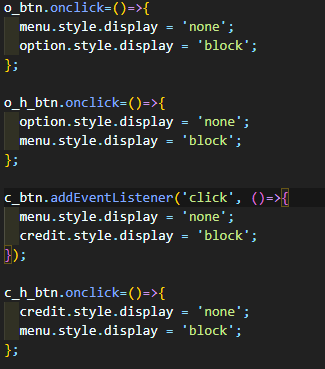 o_btn.onclick=()=>{
  menu.style.display = 'none';
  option.style.display = 'block';
};

o_h_btn.onclick=()=>{
  option.style.display = 'none';
  menu.style.display = 'block';
};

c_btn.addEventListener('click', ()=>{
  menu.style.display = 'none';
  credit.style.display = 'block';
});

c_h_btn.onclick=()=>{
  credit.style.display = 'none';
  menu.style.display = 'block';
};